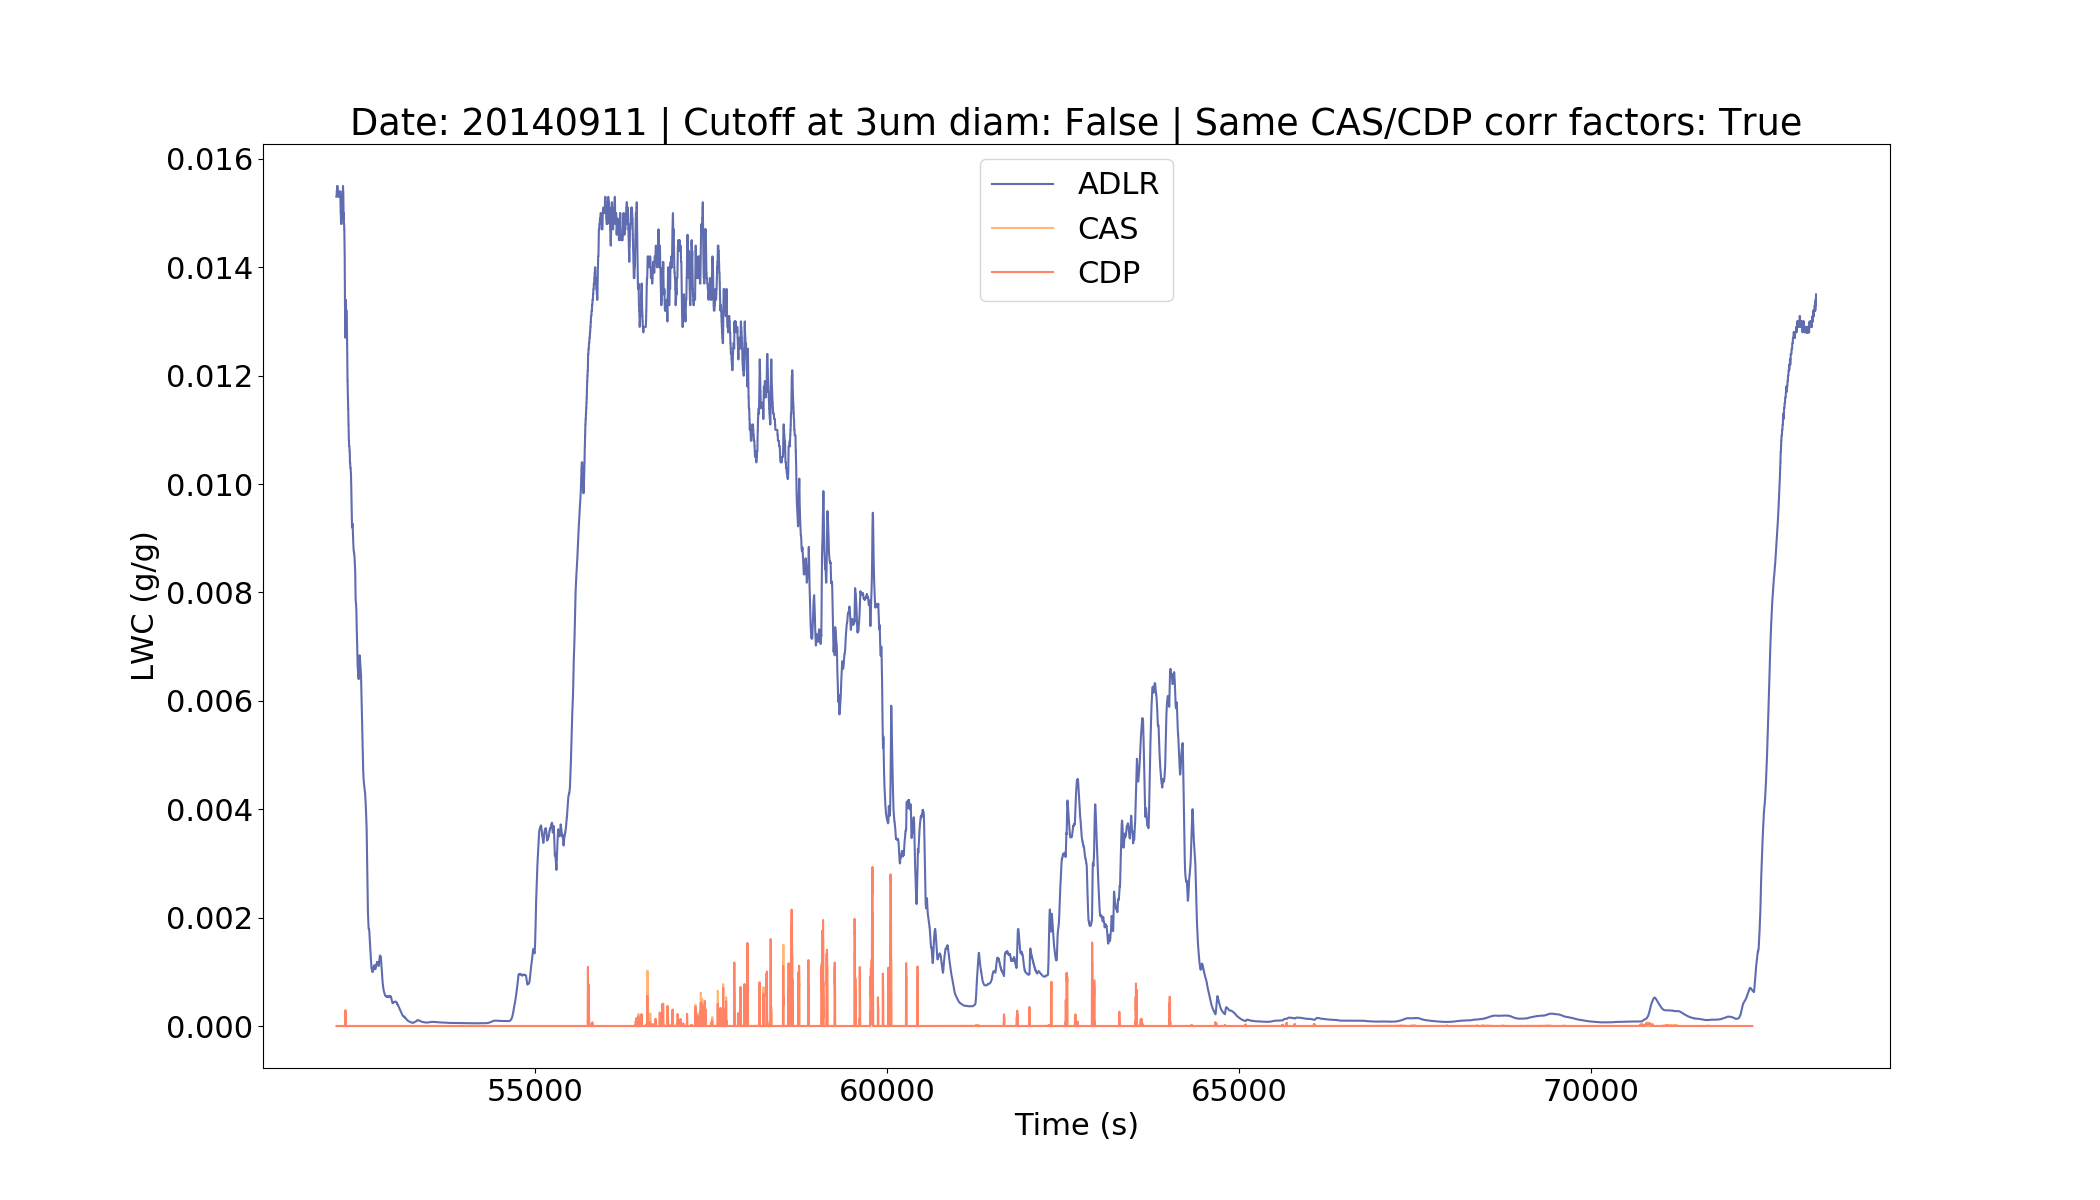 Date: 20140911 | Cutoff at 3um diam: False | Same CAS/CDP corr factors: True
ADLR
CAS
CDP
0.016
0.014
0.012
0.010
0.008
0.006
0.004
0.002
0.000
LWC (g/g)
55000 60000 65000 70000
Time (s)